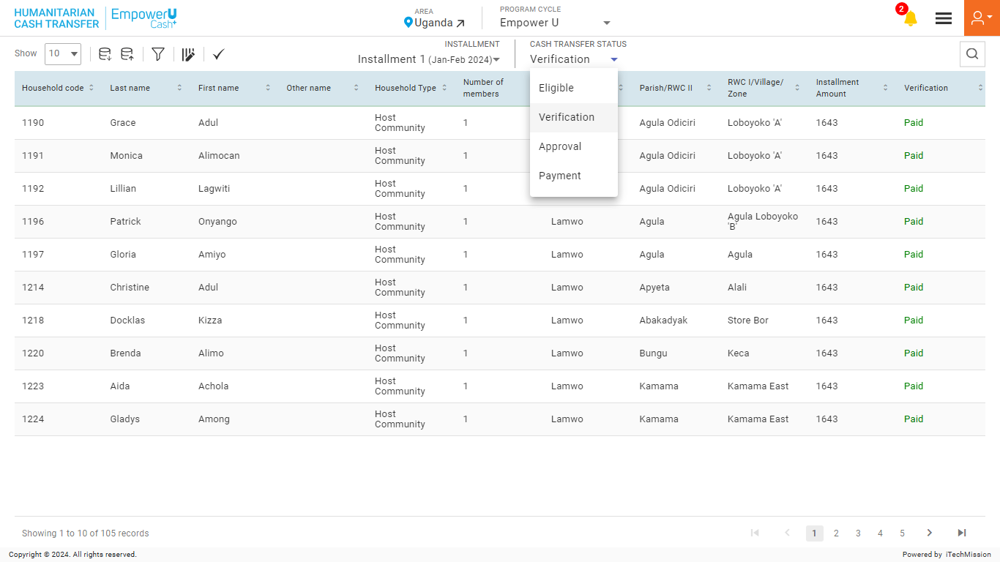 HUMANITARIAN
CASH TRANSFER
EmpowerU
Cash+
AREA
Uganda
PROGRAM CYCLE
Empower U
2
Show
10
INSTALLMENT
Installment 1 (Jan-Feb 2024)
CASH TRANSFER STATUS
Verification
Eligible
Verification
Approval
Payment
Household code
Last name
First name
Other name
Household Type
Number of
members
Parish/RWC II
RWC I/Village/
Zone
Installment
Amount
Verification
1190 Grace Adul Host Community 1 Agula Odiciri Loboyoko 'A' 1643 Paid
1191 Monica Alimocan Host Community 1 Agula Odiciri Loboyoko 'A' 1643 Paid
1192 Lillian Lagwiti Host Community 1 Agula Odiciri Loboyoko 'A' 1643 Paid
1196 Patrick Onyango Host Community 1 Lamwo Agula Agula Loboyoko 'B' 1643 Paid
1197 Gloria Amiyo Host Community 1 Lamwo Agula Agula 1643 Paid
1214 Christine Adul Host Community 1 Lamwo Apyeta Alali 1643 Paid
1218 Docklas Kizza Host Community 1 Lamwo Abakadyak Store Bor 1643 Paid
1220 Brenda Alimo Host Community 1 Lamwo Bungu Keca 1643 Paid
1223 Aida Achola Host Community 1 Lamwo Kamama Kamama East 1643 Paid
1224 Gladys Among Host Community 1 Lamwo Kamama Kamama East 1643 Paid
Showing 1 to 10 of 105 records
1 2 3 4 5
Copyright © 2024. All rights reserved.
Powered by iTechMission